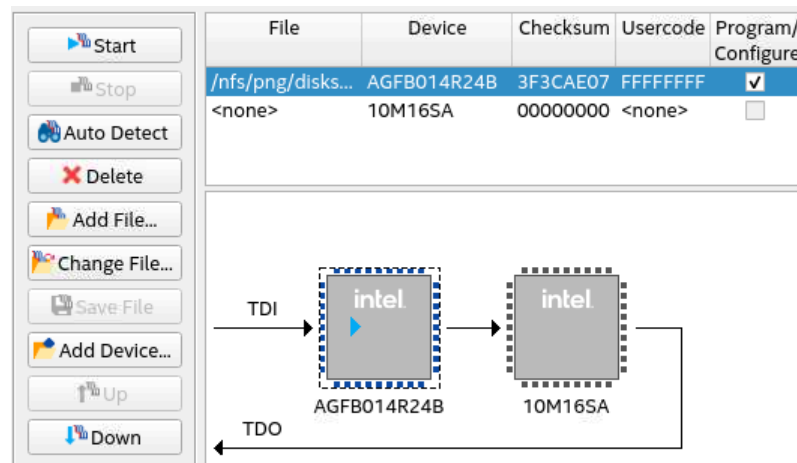 Start
Stop
Auto Detect
Delete
Add File...
Change File...
Save File
Add Device...
Up
Down
File Device Checksum Usercode Program/
Configure
/nfs/png/disks... AGFB014R24B 3F3CAE07 FFFFFFFF
<none> 10M16SA 00000000 <none>
TDI
intel
intel
AGFB014R24B
10M16SA
TDO